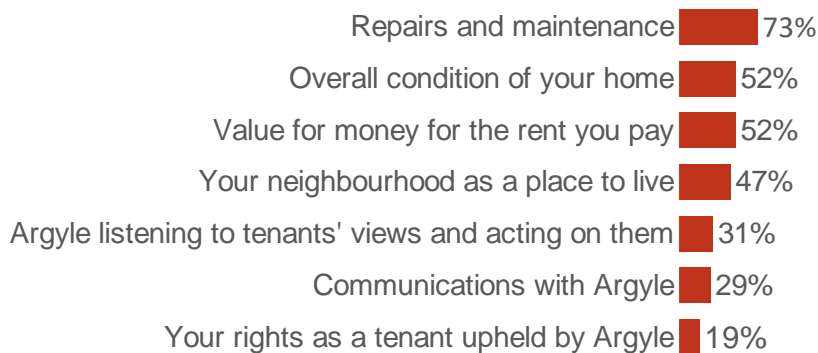 Repairs and maintenance 73%
Overall condition of your home 52%
Value for money for the rent you pay 52%
Your neighbourhood as a place to live 47%
Argyle listening to tenants' views and acting on them 31%
Communications with Argyle 29%
Your rights as a tenant upheld by Argyle 19%